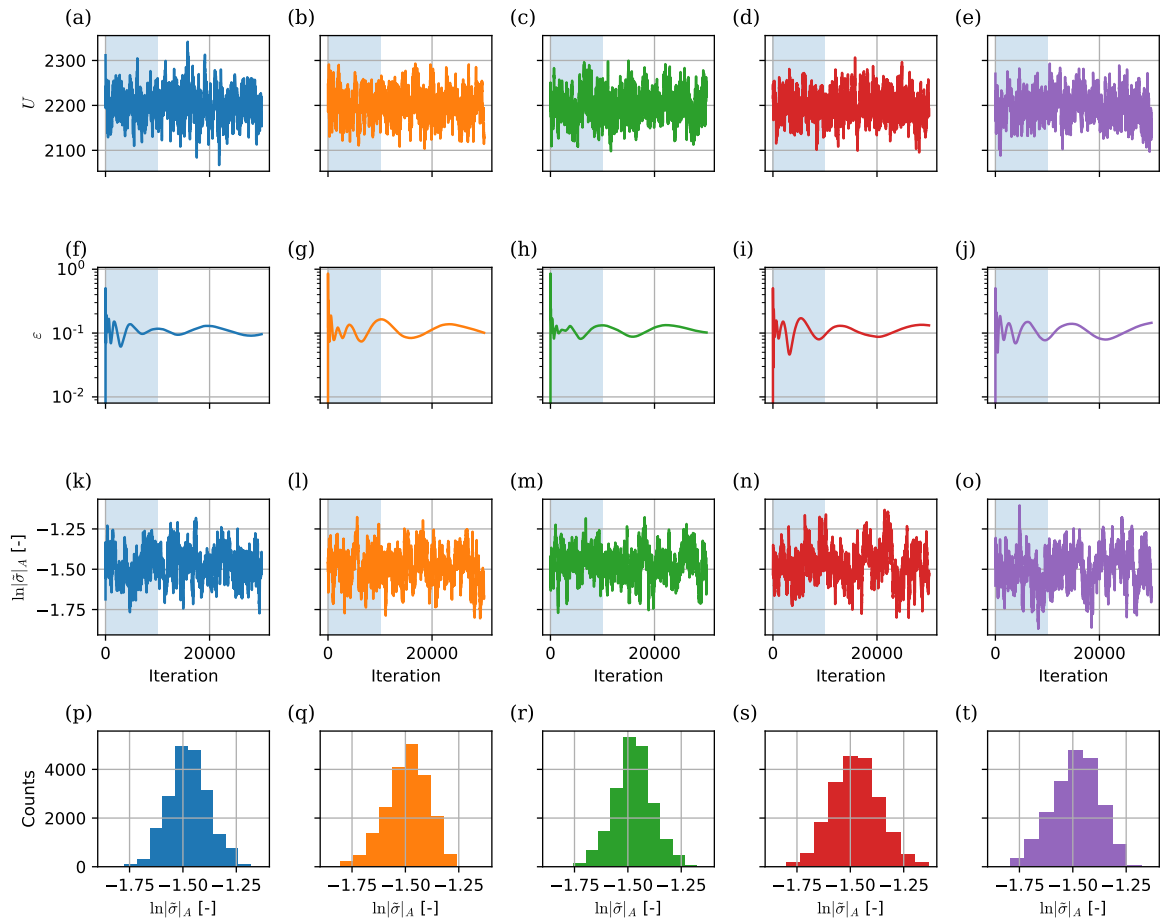 (a) (b) (c) (d) (e)
2300
2200
2100
U
(f) (g) (h) (i) (j)
10⁰
10⁻¹
10⁻²
ε
(k) (l) (m) (n) (o)
−1.25
−1.50
−1.75
ln|σ̃|_A [-]
0 20000 0 20000 0 20000 0 20000 0 20000
Iteration Iteration Iteration Iteration Iteration
(p) (q) (r) (s) (t)
4000
2000
0
Counts
−1.75 −1.50 −1.25 −1.75 −1.50 −1.25 −1.75 −1.50 −1.25 −1.75 −1.50 −1.25 −1.75 −1.50 −1.25
ln|σ̃|_A [-] ln|σ̃|_A [-] ln|σ̃|_A [-] ln|σ̃|_A [-] ln|σ̃|_A [-]